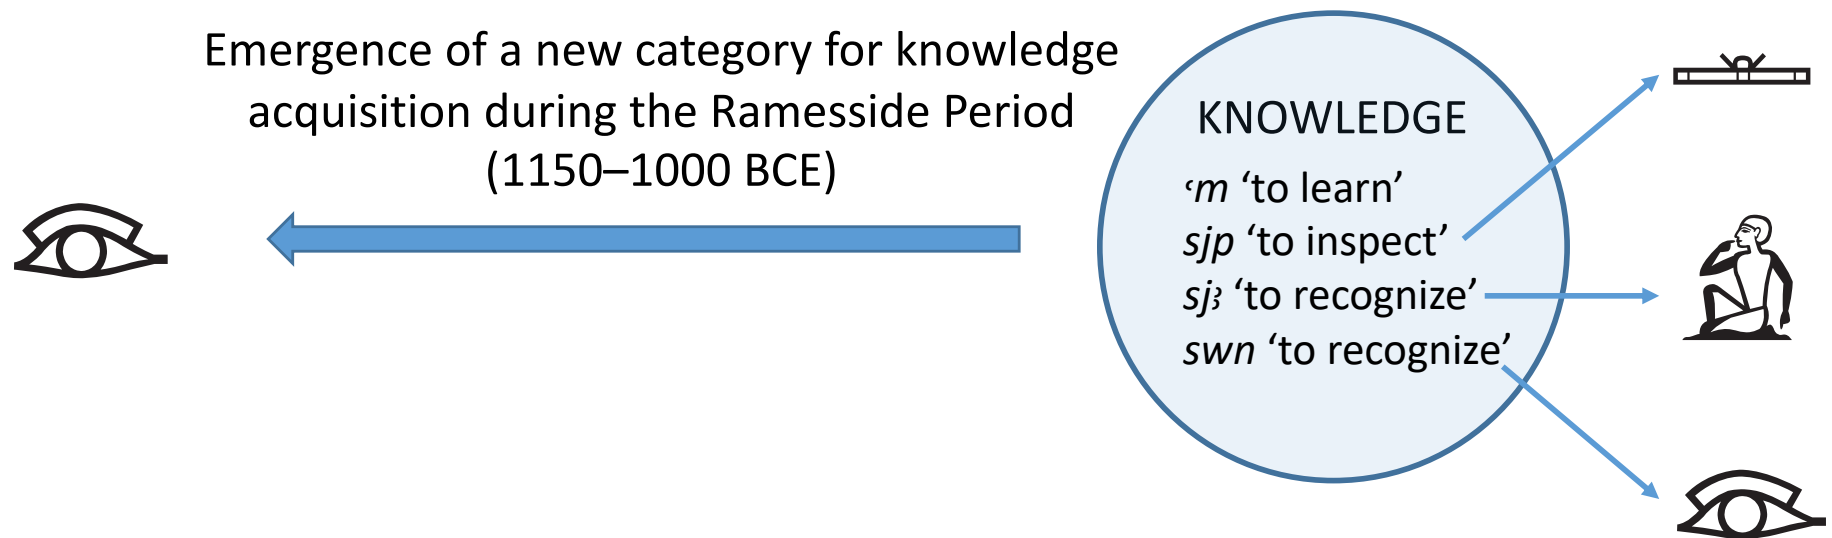 Emergence of a new category for knowledge
acquisition during the Ramesside Period
(1150–1000 BCE)
KNOWLEDGE
ꜥm ‘to learn’
sjp ‘to inspect’
sjꜣ ‘to recognize’
swn ‘to recognize’